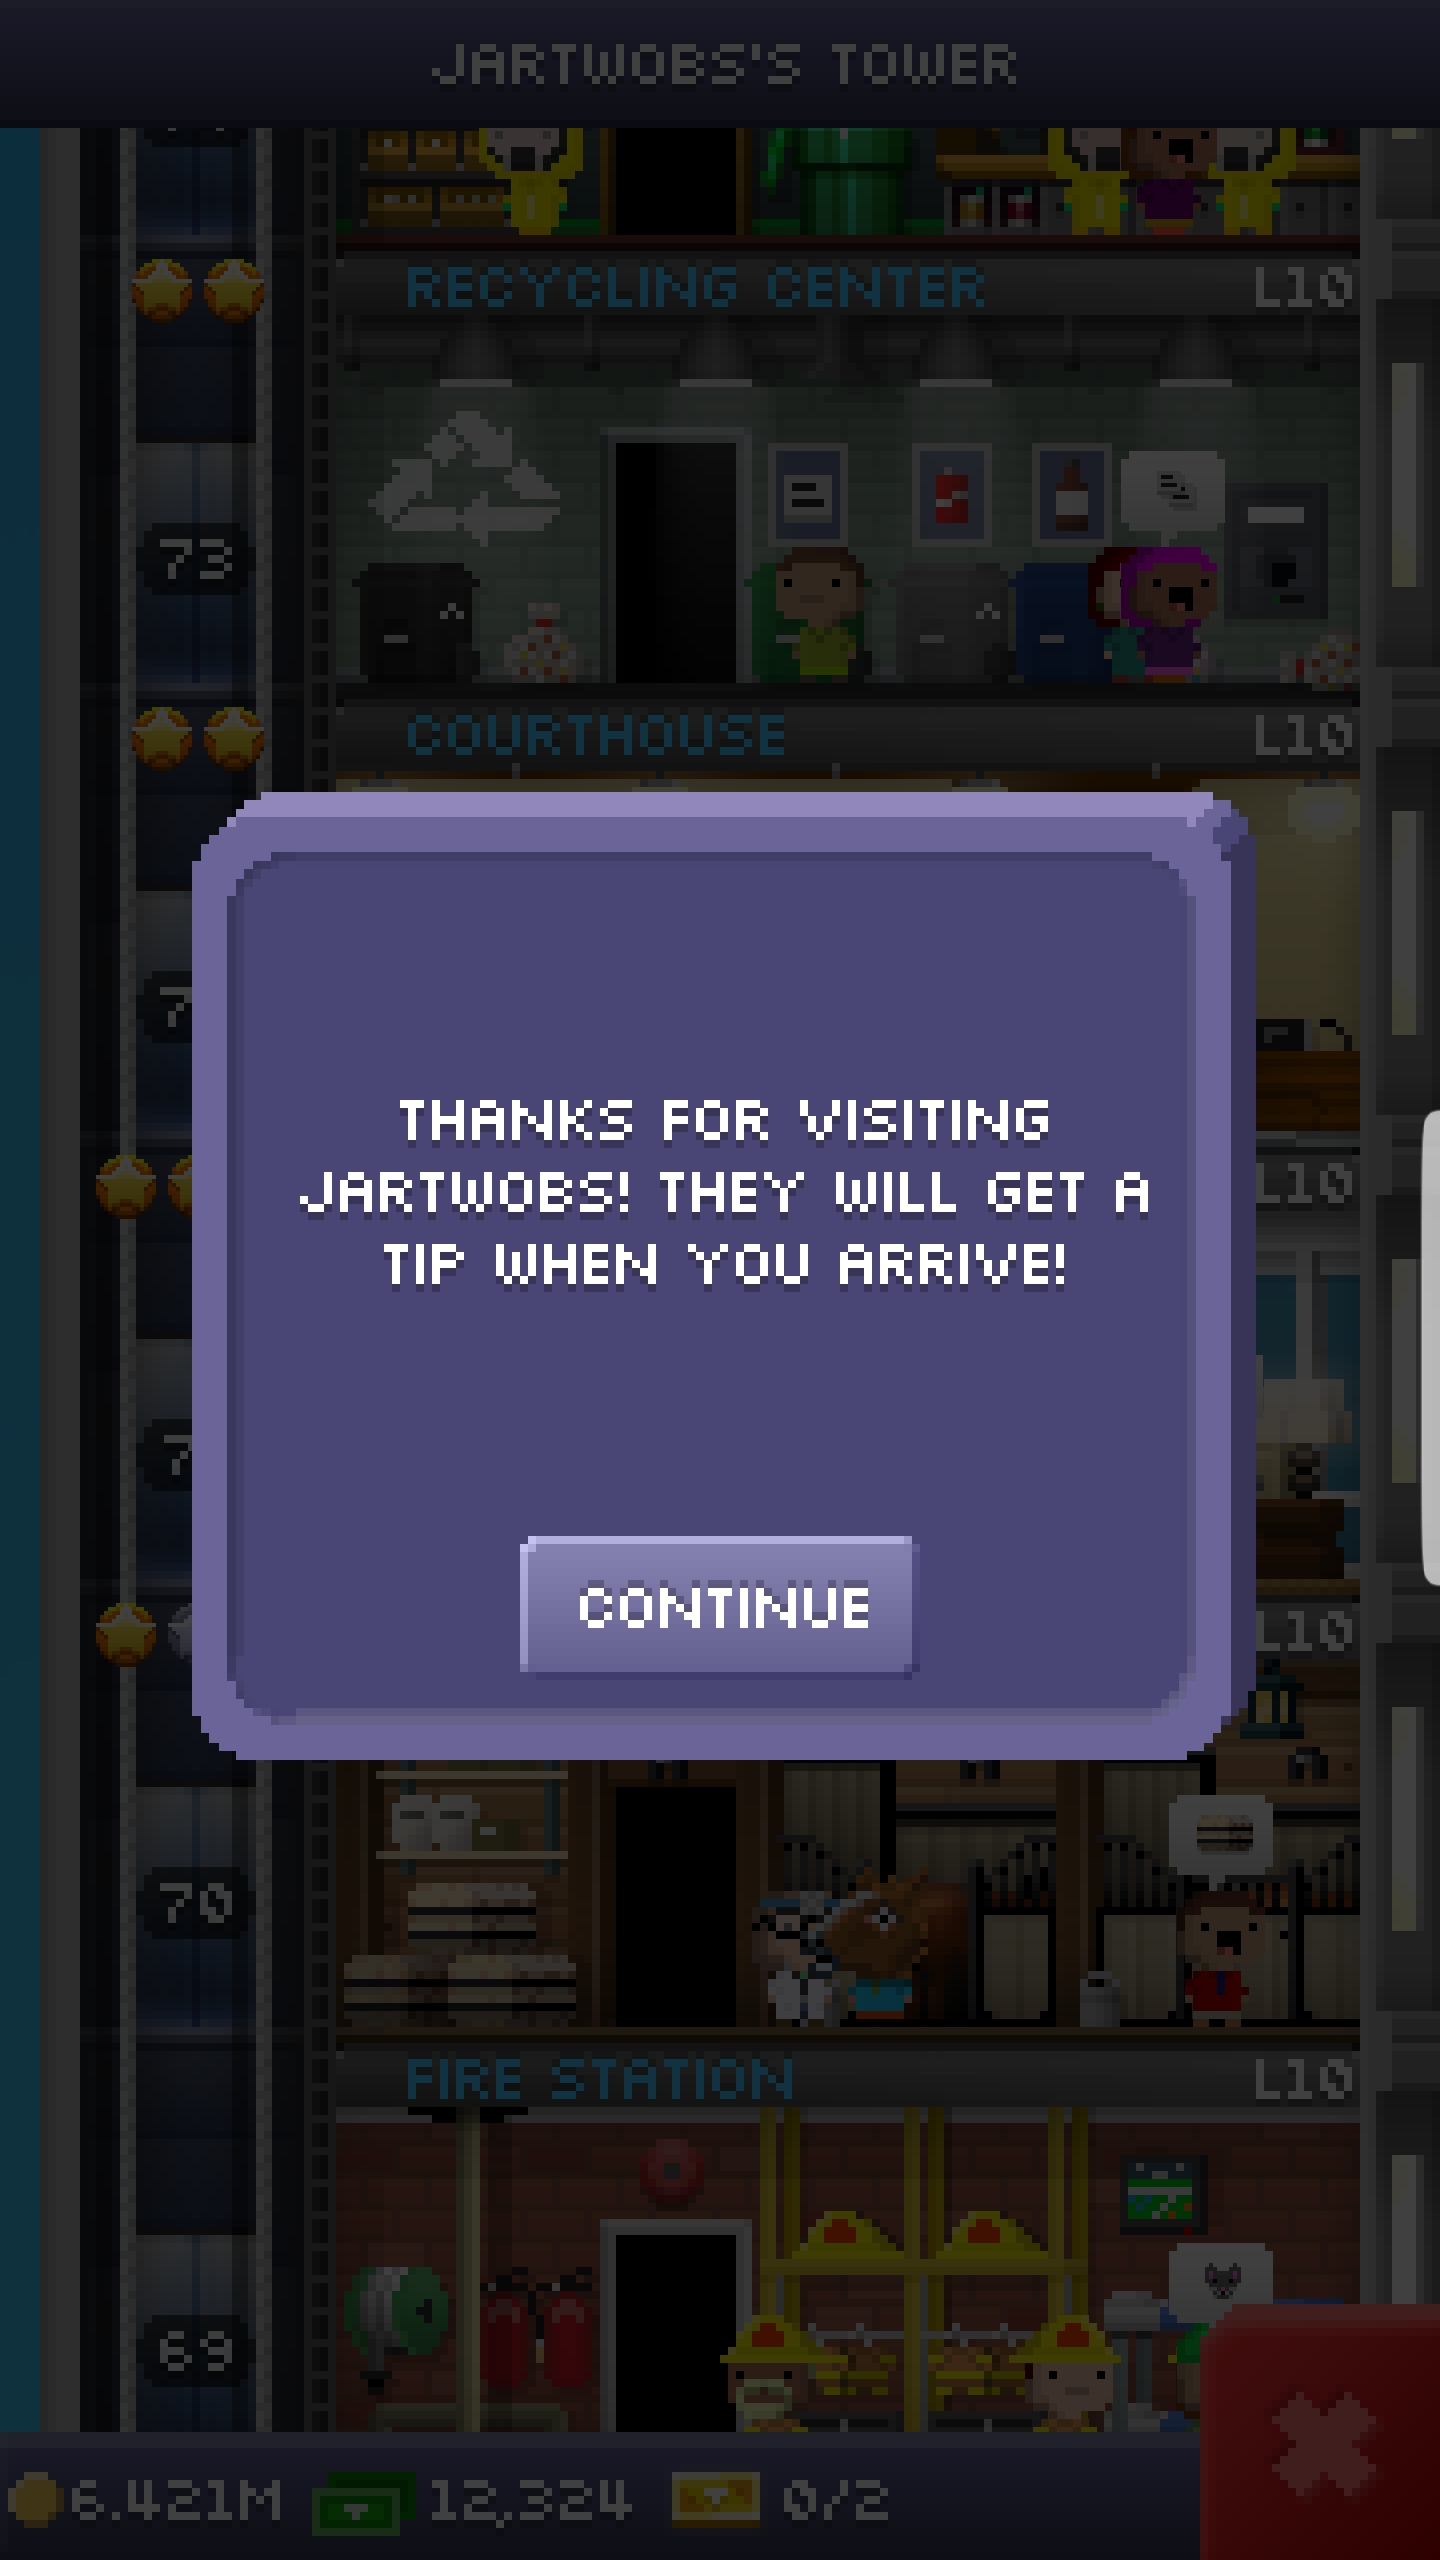 JARTWOBS'S TOWER
RECYCLING CENTER L10
73
COURTHOUSE L10
THANKS FOR VISITING
JARTWOBS! THEY WILL GET A
TIP WHEN YOU ARRIVE!
L10
CONTINUE
L10
70
FIRE STATION L10
69
6.421M 12,324 0/2